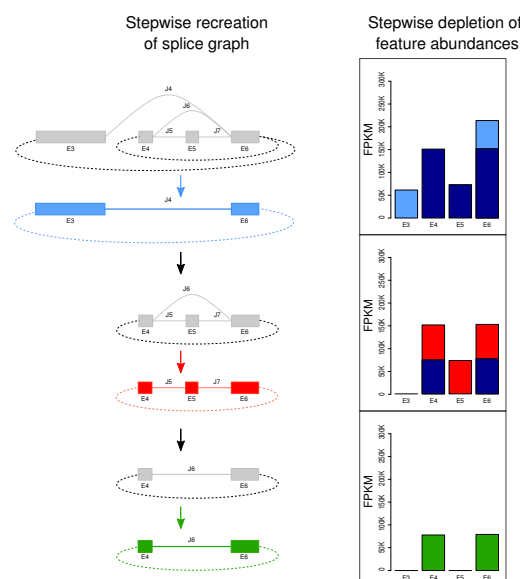 Stepwise recreation
of splice graph
Stepwise depletion of
feature abundances
J4
J6
J5
J7
E3
E4
E5
E6
J4
E3
E6
J6
J5
J7
E4
E5
E6
J5
J7
E4
E5
E6
J6
E4
E6
J6
E4
E6
FPKM
0
50K
100K
150K
200K
250K
300K
E3
E4
E5
E6
FPKM
0
50K
100K
150K
200K
250K
300K
E3
E4
E5
E6
FPKM
0
50K
100K
150K
200K
250K
300K
E3
E4
E5
E6